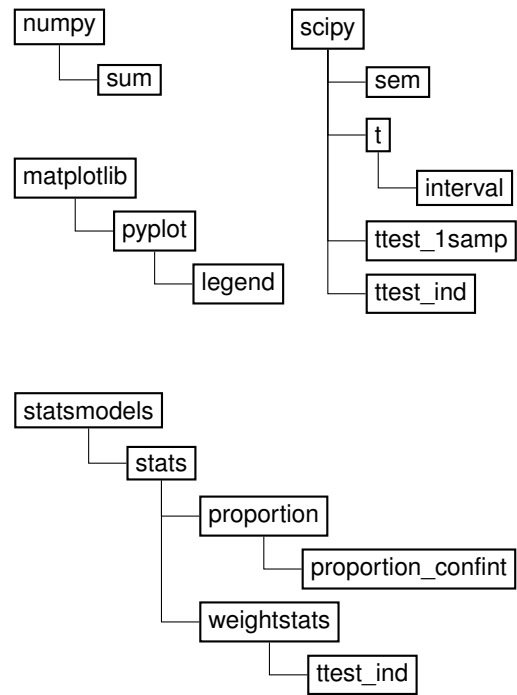 numpy
sum
matplotlib
pyplot
legend
scipy
sem
t
interval
ttest_1samp
ttest_ind
statsmodels
stats
proportion
proportion_confint
weightstats
ttest_ind